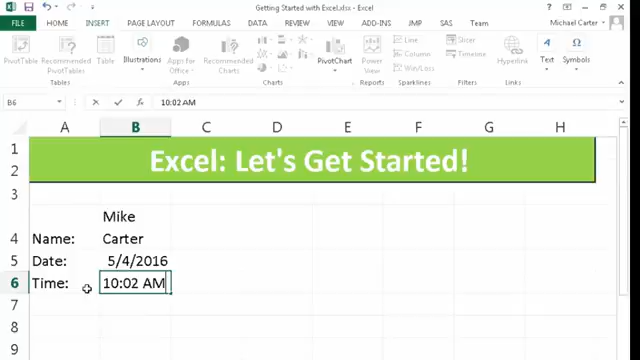 Getting Started with Excel.xlsx - Excel
FILE HOME INSERT PAGE LAYOUT FORMULAS DATA REVIEW VIEW ADD-INS JMP SAS Team Michael Carter
PivotTable Recommended PivotTables Table Illustrations Apps for Office Recommended Charts PivotChart Power View Line Column Win/Loss Slicer Timeline Hyperlink Text Symbols
Tables Apps Charts Reports Sparklines Filters Links
B6 fx 10:02 AM
A B C D E F G H
1 Excel: Let's Get Started!
2
3
Mike
4 Name: Carter
5 Date: 5/4/2016
6 Time: 10:02 AM
7
8
9